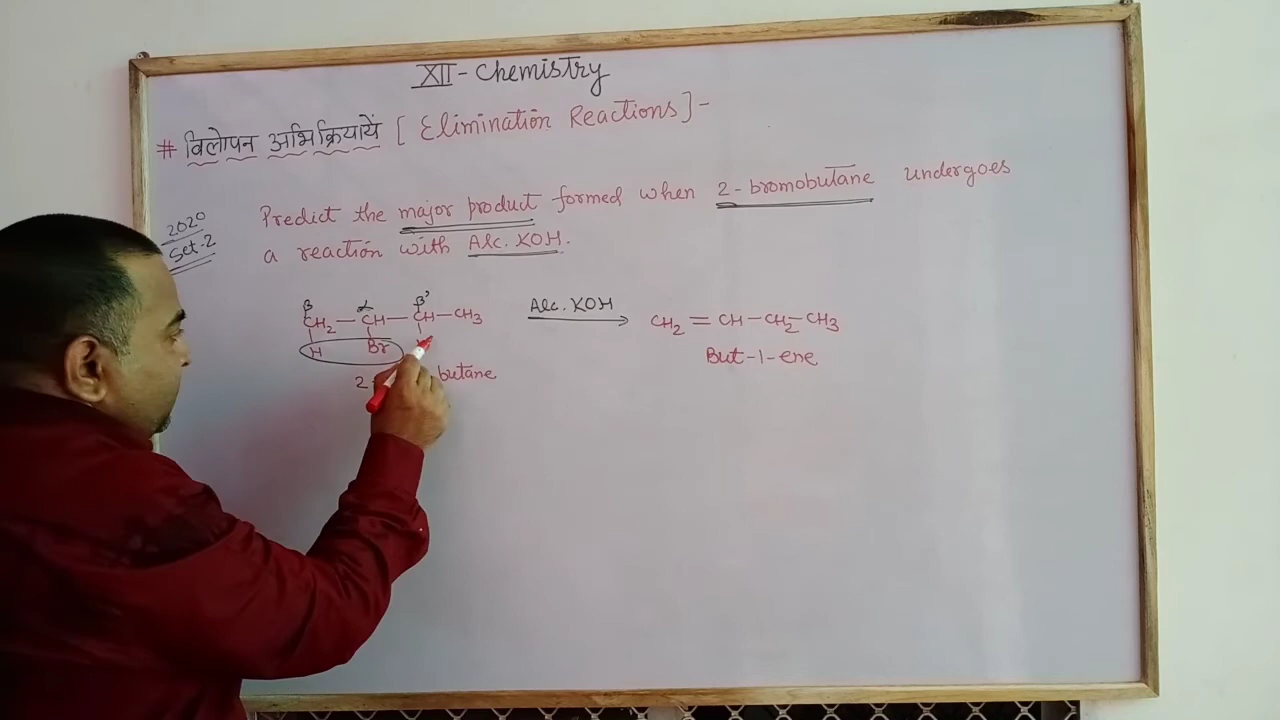 XII - Chemistry
# विलोपन अभिक्रियायें [ Elimination Reactions ] -
2020
Set-2
Predict the major product formed when 2-bromobutane undergoes
a reaction with Alc. KOH.
β α β'
CH2 — CH — CH — CH3 Alc. KOH CH2 = CH — CH2 — CH3
H Br But-1-ene
2- butane